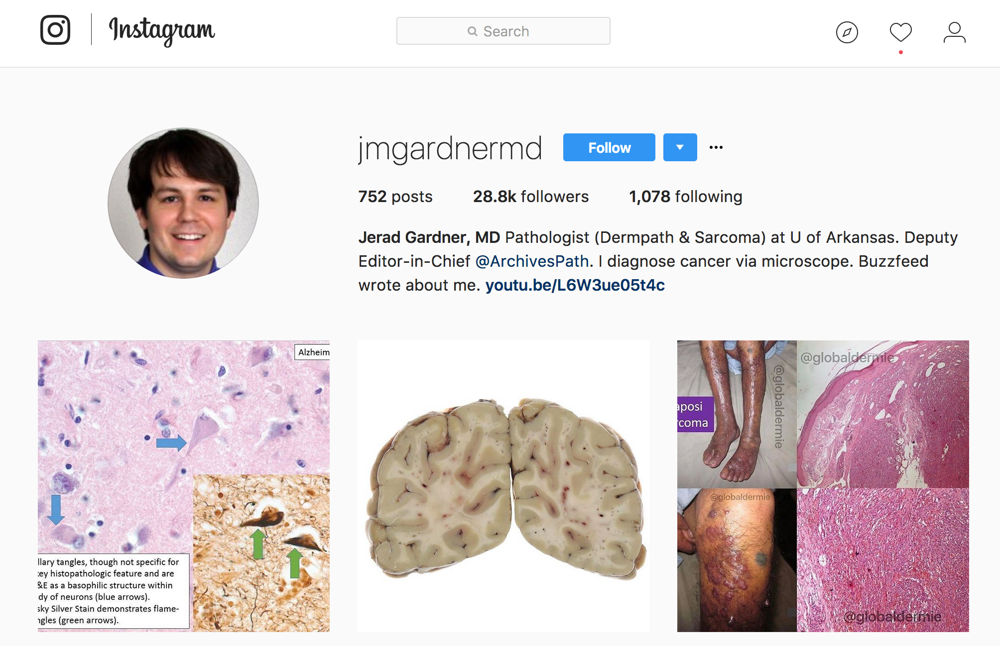 Instagram
Search
jmgardnermd
Follow
752 posts 28.8k followers 1,078 following
Jerad Gardner, MD Pathologist (Dermpath & Sarcoma) at U of Arkansas. Deputy
Editor-in-Chief @ArchivesPath. I diagnose cancer via microscope. Buzzfeed
wrote about me. youtu.be/L6W3ue05t4c
Alzheim
llary tangles, though not specific for
key histopathologic feature and are
&E as a basophilic structure within
dy of neurons (blue arrows).
sky Silver Stain demonstrates flame-
ngles (green arrows).
aposi
rcoma
@globaldermie
@globaldermie
@globaldermie
@globaldermie